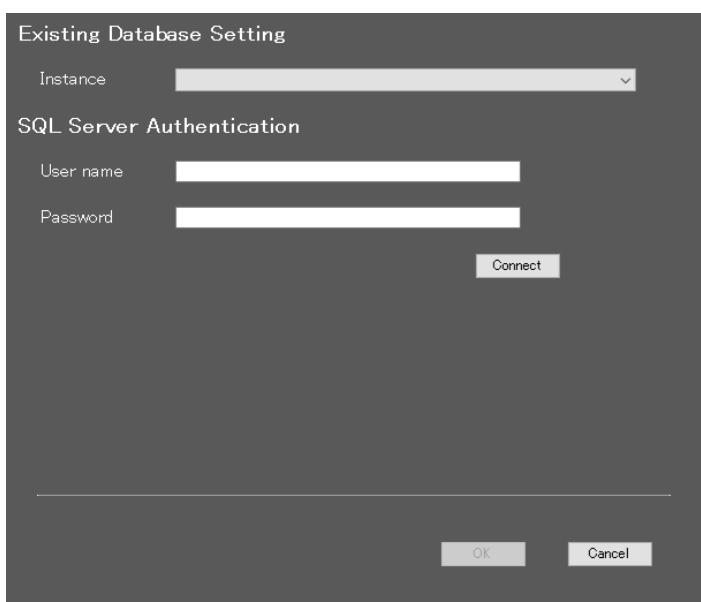 Existing Database Setting
Instance
SQL Server Authentication
User name
Password
Connect
OK
Cancel